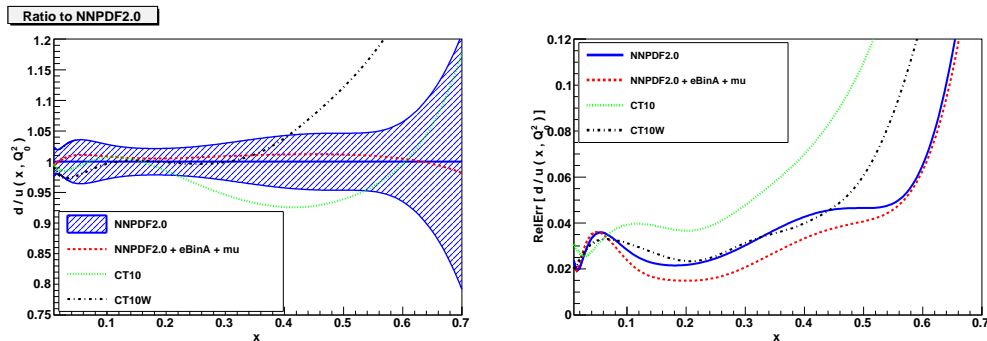 Ratio to NNPDF2.0
d / u ( x , Q₀² )
1.2
1.15
1.1
1.05
1
0.95
0.9
0.85
0.8
0.75
NNPDF2.0
NNPDF2.0 + eBinA + mu
CT10
CT10W
0.1
0.2
0.3
0.4
0.5
0.6
0.7
x
RelErr [ d / u ( x , Q₀² ) ]
0.12
0.1
0.08
0.06
0.04
0.02
0
NNPDF2.0
NNPDF2.0 + eBinA + mu
CT10
CT10W
0.1
0.2
0.3
0.4
0.5
0.6
0.7
x